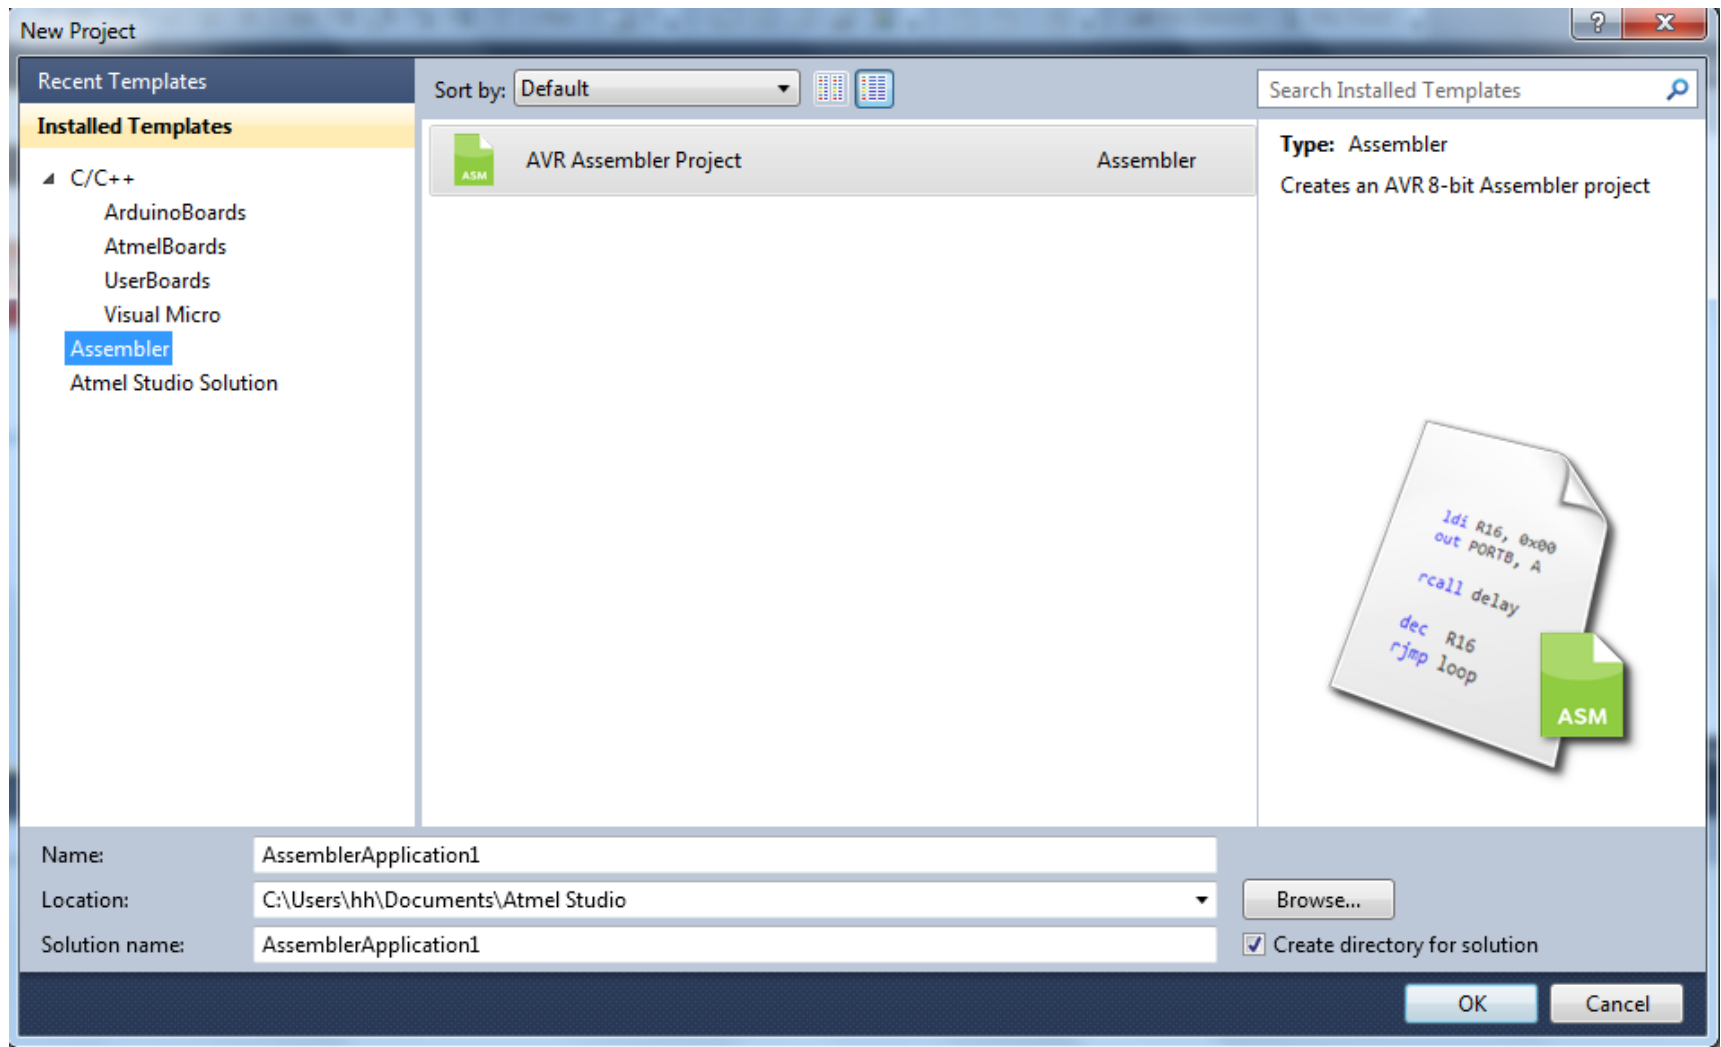 New Project
?
X
Recent Templates
Installed Templates
C/C++
ArduinoBoards
AtmelBoards
UserBoards
Visual Micro
Assembler
Atmel Studio Solution
Sort by: Default
ASM
AVR Assembler Project Assembler
Search Installed Templates
Type: Assembler
Creates an AVR 8-bit Assembler project
ldi R16, 0x00
out PORTB, A
rcall delay
dec R16
rjmp loop
ASM
Name: AssemblerApplication1
Location: C:\Users\hh\Documents\Atmel Studio Browse...
Solution name: AssemblerApplication1 Create directory for solution
OK Cancel